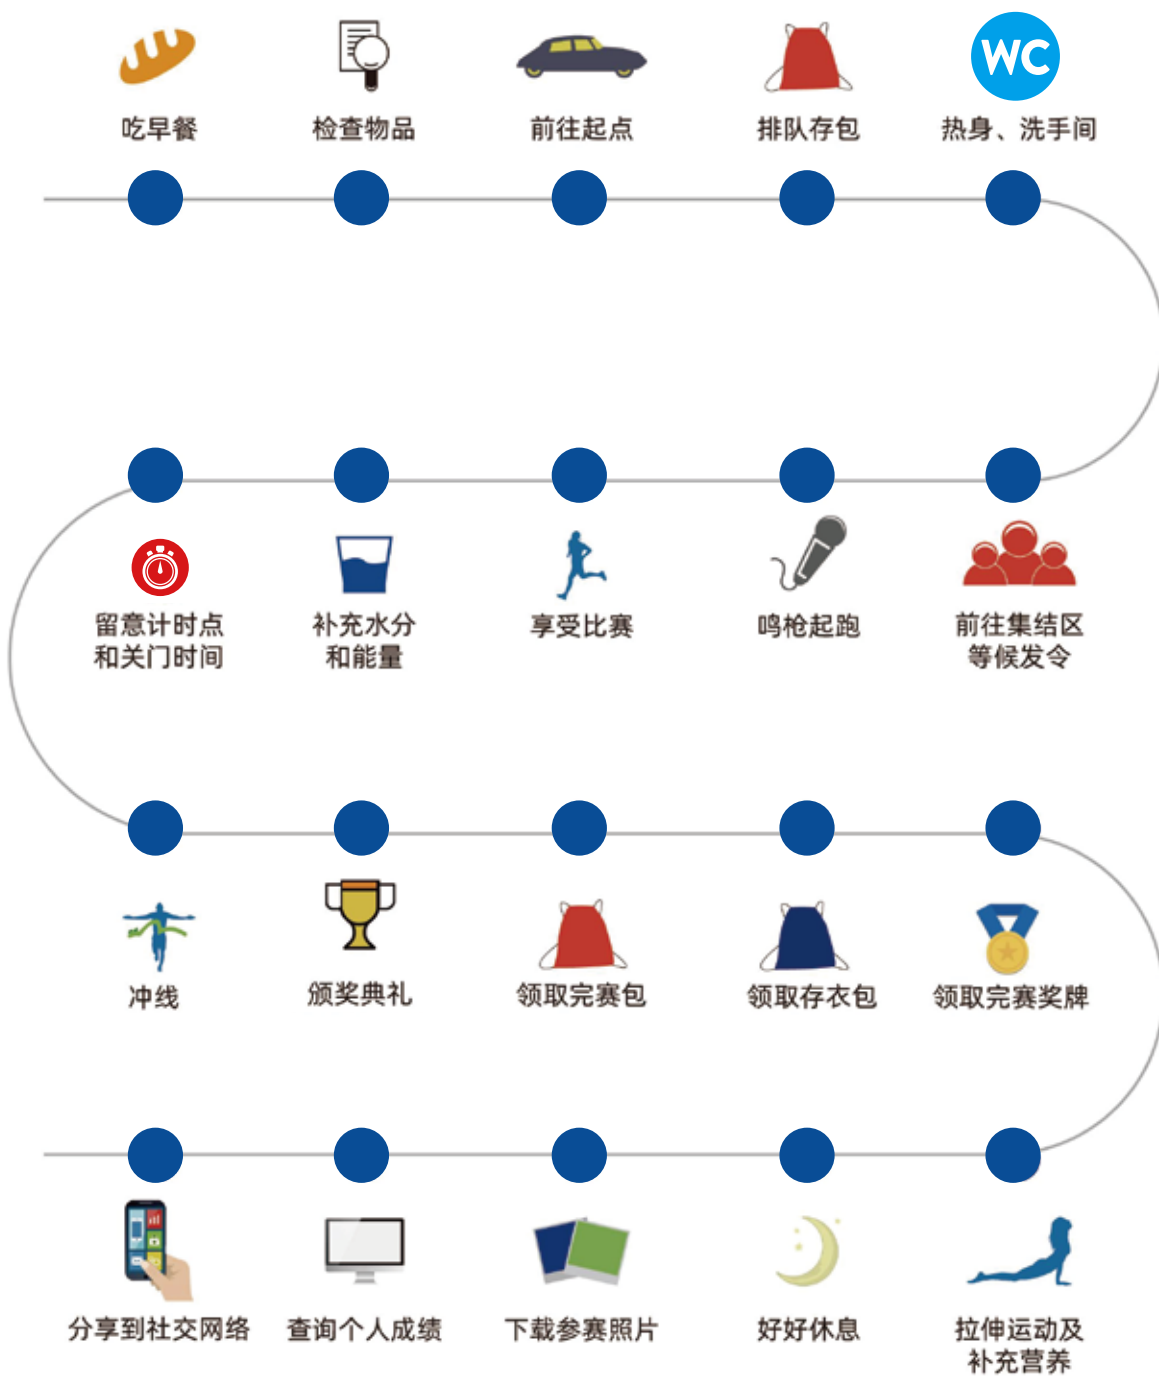 WC
吃早餐
检查物品
前往起点
排队存包
热身、洗手间
前往集结区
等候发令
鸣枪起跑
享受比赛
补充水分
和能量
留意计时点
和关门时间
冲线
颁奖典礼
领取完赛包
领取存衣包
领取完赛奖牌
拉伸运动及
补充营养
好好休息
下载参赛照片
查询个人成绩
分享到社交网络